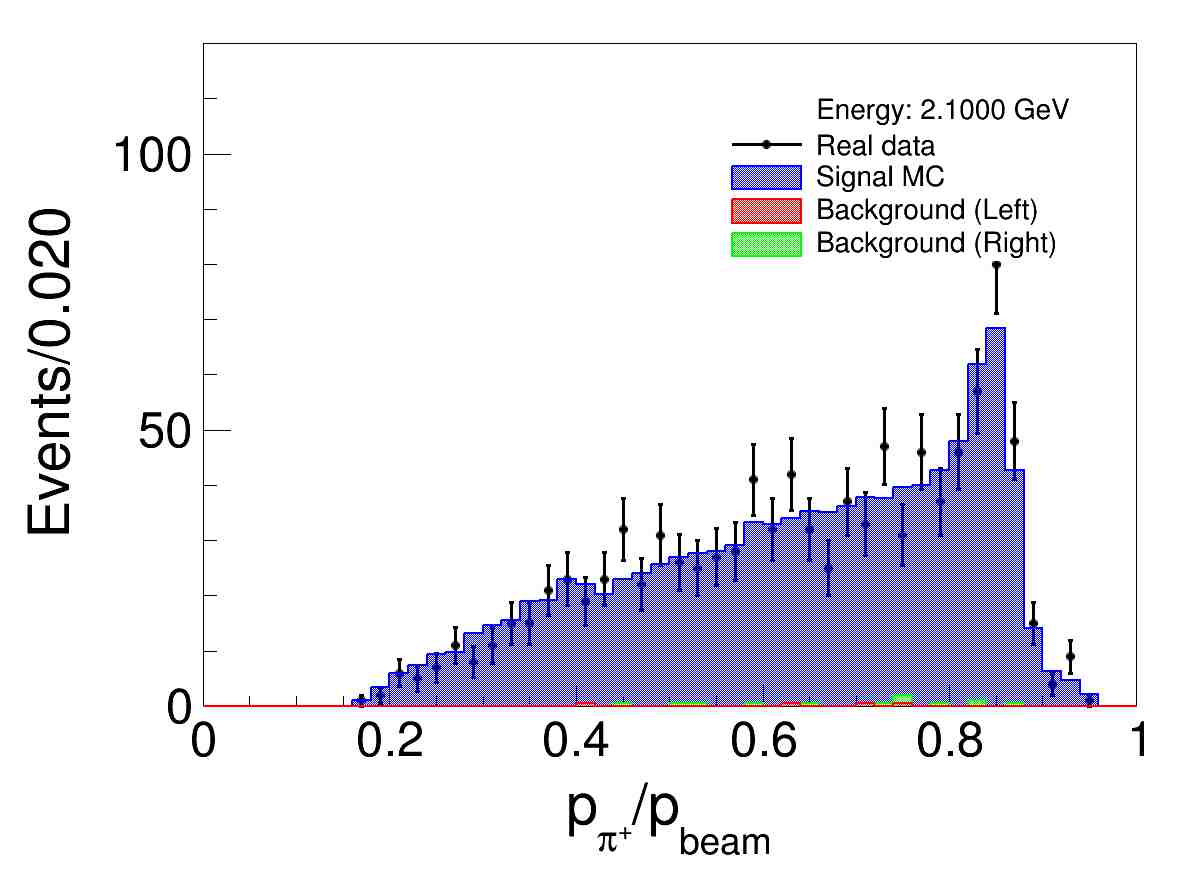 Energy: 2.1000 GeV
Real data
Signal MC
Background (Left)
Background (Right)
100
50
0
0 0.2 0.4 0.6 0.8 1
Events/0.020
pπ+/pbeam